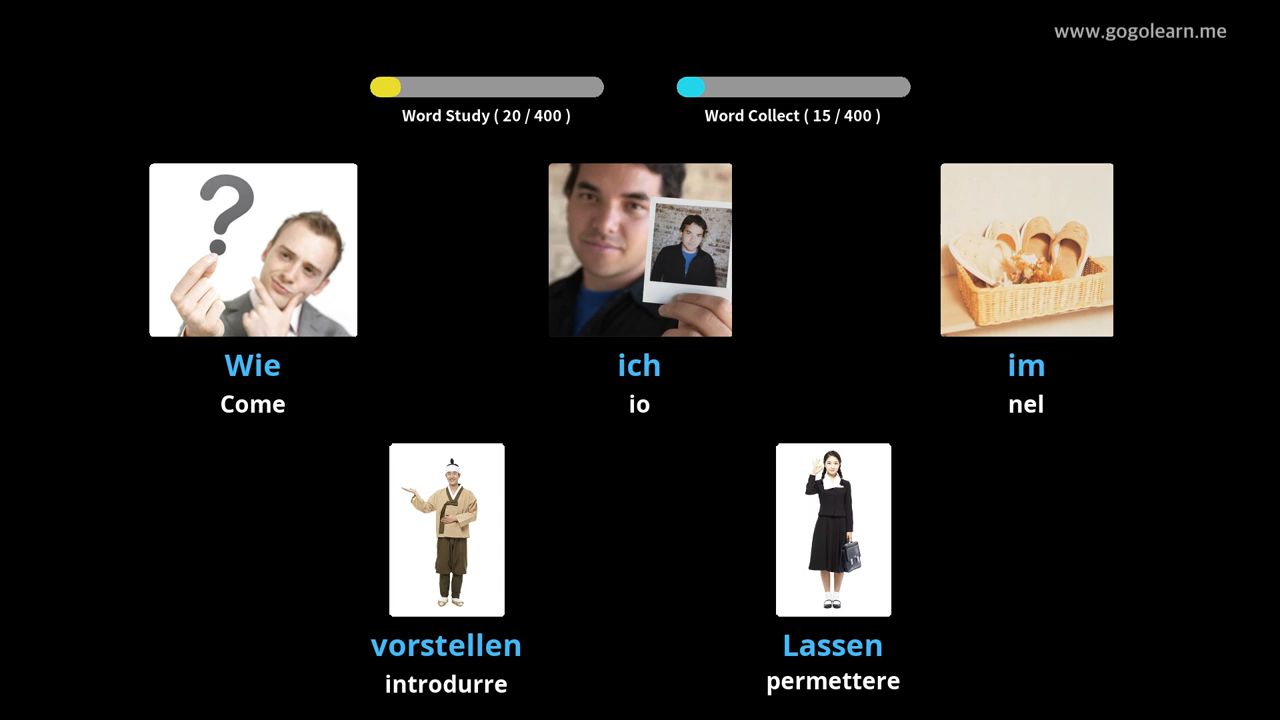 www.gogolearn.me
Word Study ( 20 / 400 )
Word Collect ( 15 / 400 )
Wie
Come
ich
io
im
nel
vorstellen
introdurre
Lassen
permettere